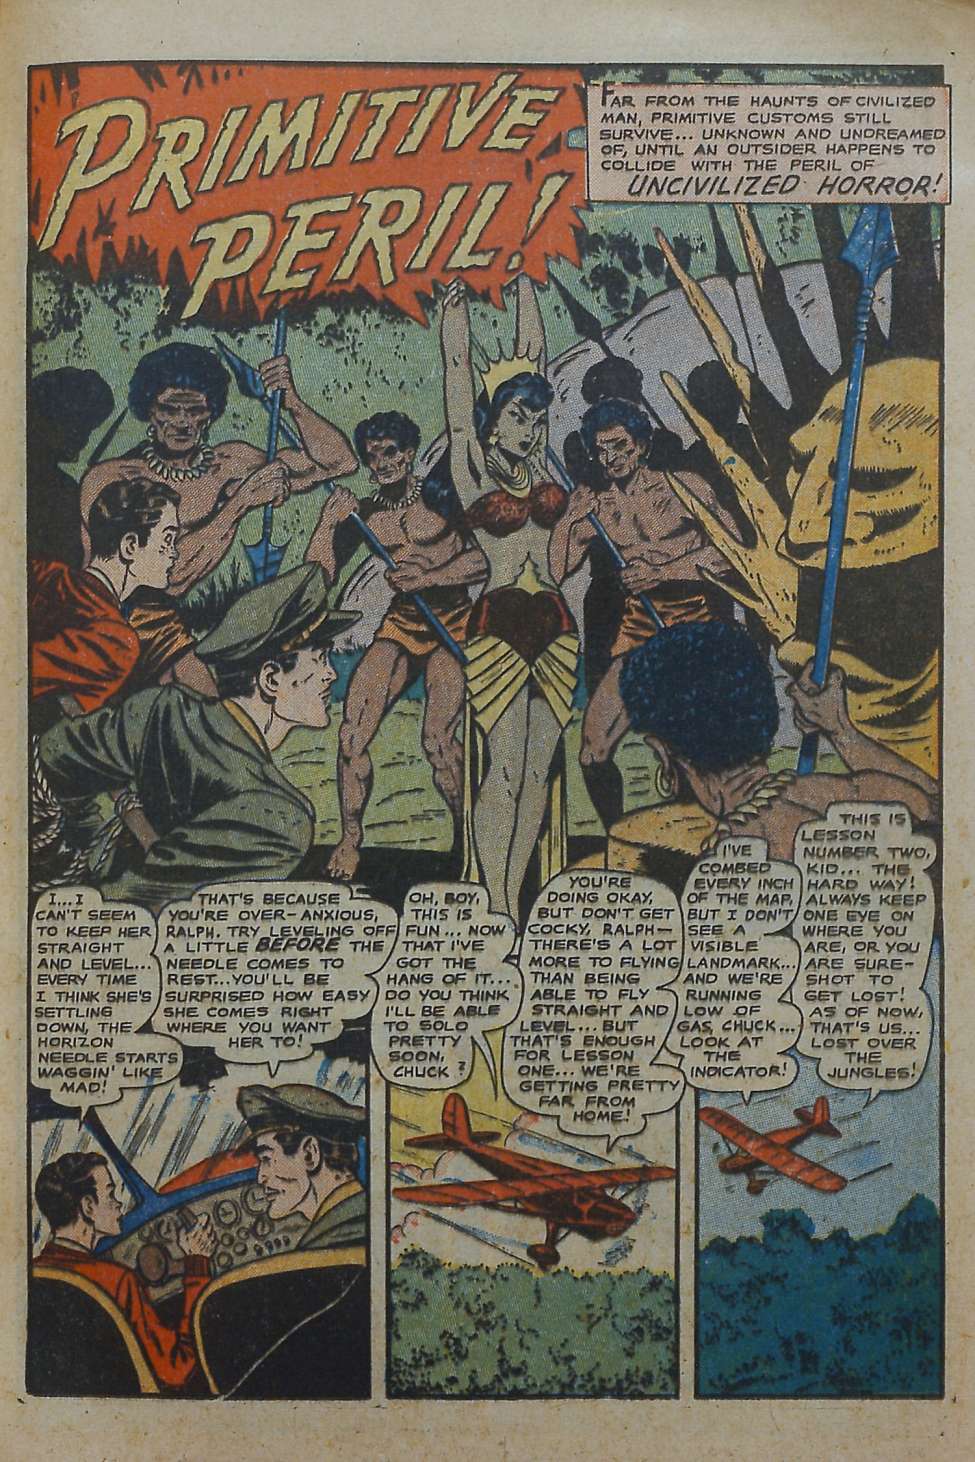 PRIMITIVE
PERIL!
FAR FROM THE HAUNTS OF CIVILIZED
MAN, PRIMITIVE CUSTOMS STILL
SURVIVE... UNKNOWN AND UNDREAMED
OF, UNTIL AN OUTSIDER HAPPENS TO
COLLIDE WITH THE PERIL OF
UNCIVILIZED HORROR!
I...I
CAN'T SEEM
TO KEEP HER
STRAIGHT
AND LEVEL...
EVERY TIME
I THINK SHE'S
SETTLING
DOWN, THE
HORIZON
NEEDLE STARTS
WAGGIN' LIKE
MAD!
THAT'S BECAUSE
YOU'RE OVER-ANXIOUS,
RALPH. TRY LEVELING OFF
A LITTLE BEFORE THE
NEEDLE COMES TO
REST...YOU'LL BE
SURPRISED HOW EASY
SHE COMES RIGHT
WHERE YOU WANT
HER TO!
OH, BOY,
THIS IS
FUN... NOW
THAT I'VE
GOT THE
HANG OF IT...
DO YOU THINK
I'LL BE ABLE
TO SOLO
PRETTY
SOON,
CHUCK?
YOU'RE
DOING OKAY,
BUT DON'T GET
COCKY, RALPH—
THERE'S A LOT
MORE TO FLYING
THAN BEING
ABLE TO FLY
STRAIGHT AND
LEVEL... BUT
THAT'S ENOUGH
FOR LESSON
ONE... WE'RE
GETTING PRETTY
FAR FROM
HOME!
I'VE
COMBED
EVERY INCH
OF THE MAP,
BUT I DON'T
SEE A
VISIBLE
LANDMARK...
AND WE'RE
RUNNING
LOW OF
GAS, CHUCK...
LOOK AT
THE
INDICATOR!
THIS IS
LESSON
NUMBER TWO,
KID... THE
HARD WAY!
ALWAYS KEEP
ONE EYE ON
WHERE YOU
ARE, OR YOU
ARE SURE-
SHOT TO
GET LOST!
AS OF NOW,
THAT'S US...
LOST OVER
THE
JUNGLES!